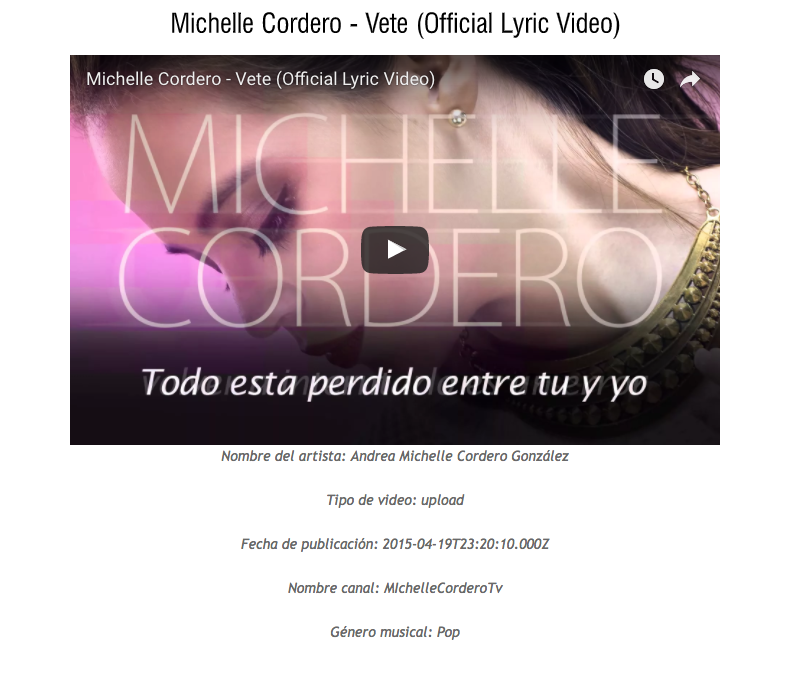 Michelle Cordero - Vete (Official Lyric Video)
Michelle Cordero - Vete (Official Lyric Video)
MICHELLE
CORDERO
Todo esta perdido entre tu y yo
Nombre del artista: Andrea Michelle Cordero González
Tipo de video: upload
Fecha de publicación: 2015-04-19T23:20:10.000Z
Nombre canal: MIchelleCorderoTv
Género musical: Pop